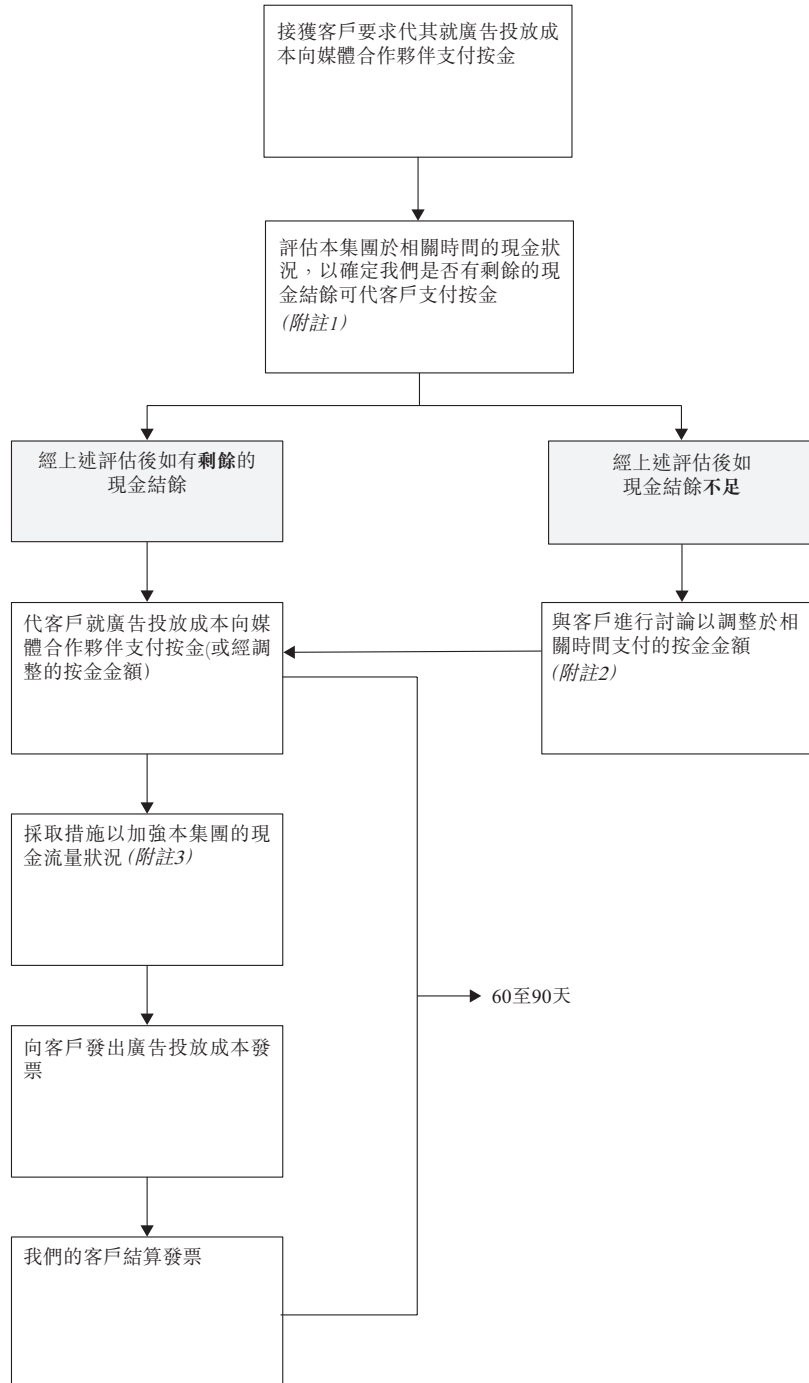 接獲客戶要求代其就廣告投放成
本向媒體合作夥伴支付按金
評估本集團於相關時間的現金狀
況，以確定我們是否有剩餘的現
金結餘可代客戶支付按金
(附註1)
經上述評估後如有剩餘的
現金結餘
經上述評估後如
現金結餘不足
代客戶就廣告投放成本向媒
體合作夥伴支付按金(或經調
整的按金金額)
與客戶進行討論以調整於相
關時間支付的按金金額
(附註2)
採取措施以加強本集團的現
金流量狀況(附註3)
60至90天
向客戶發出廣告投放成本發
票
我們的客戶結算發票